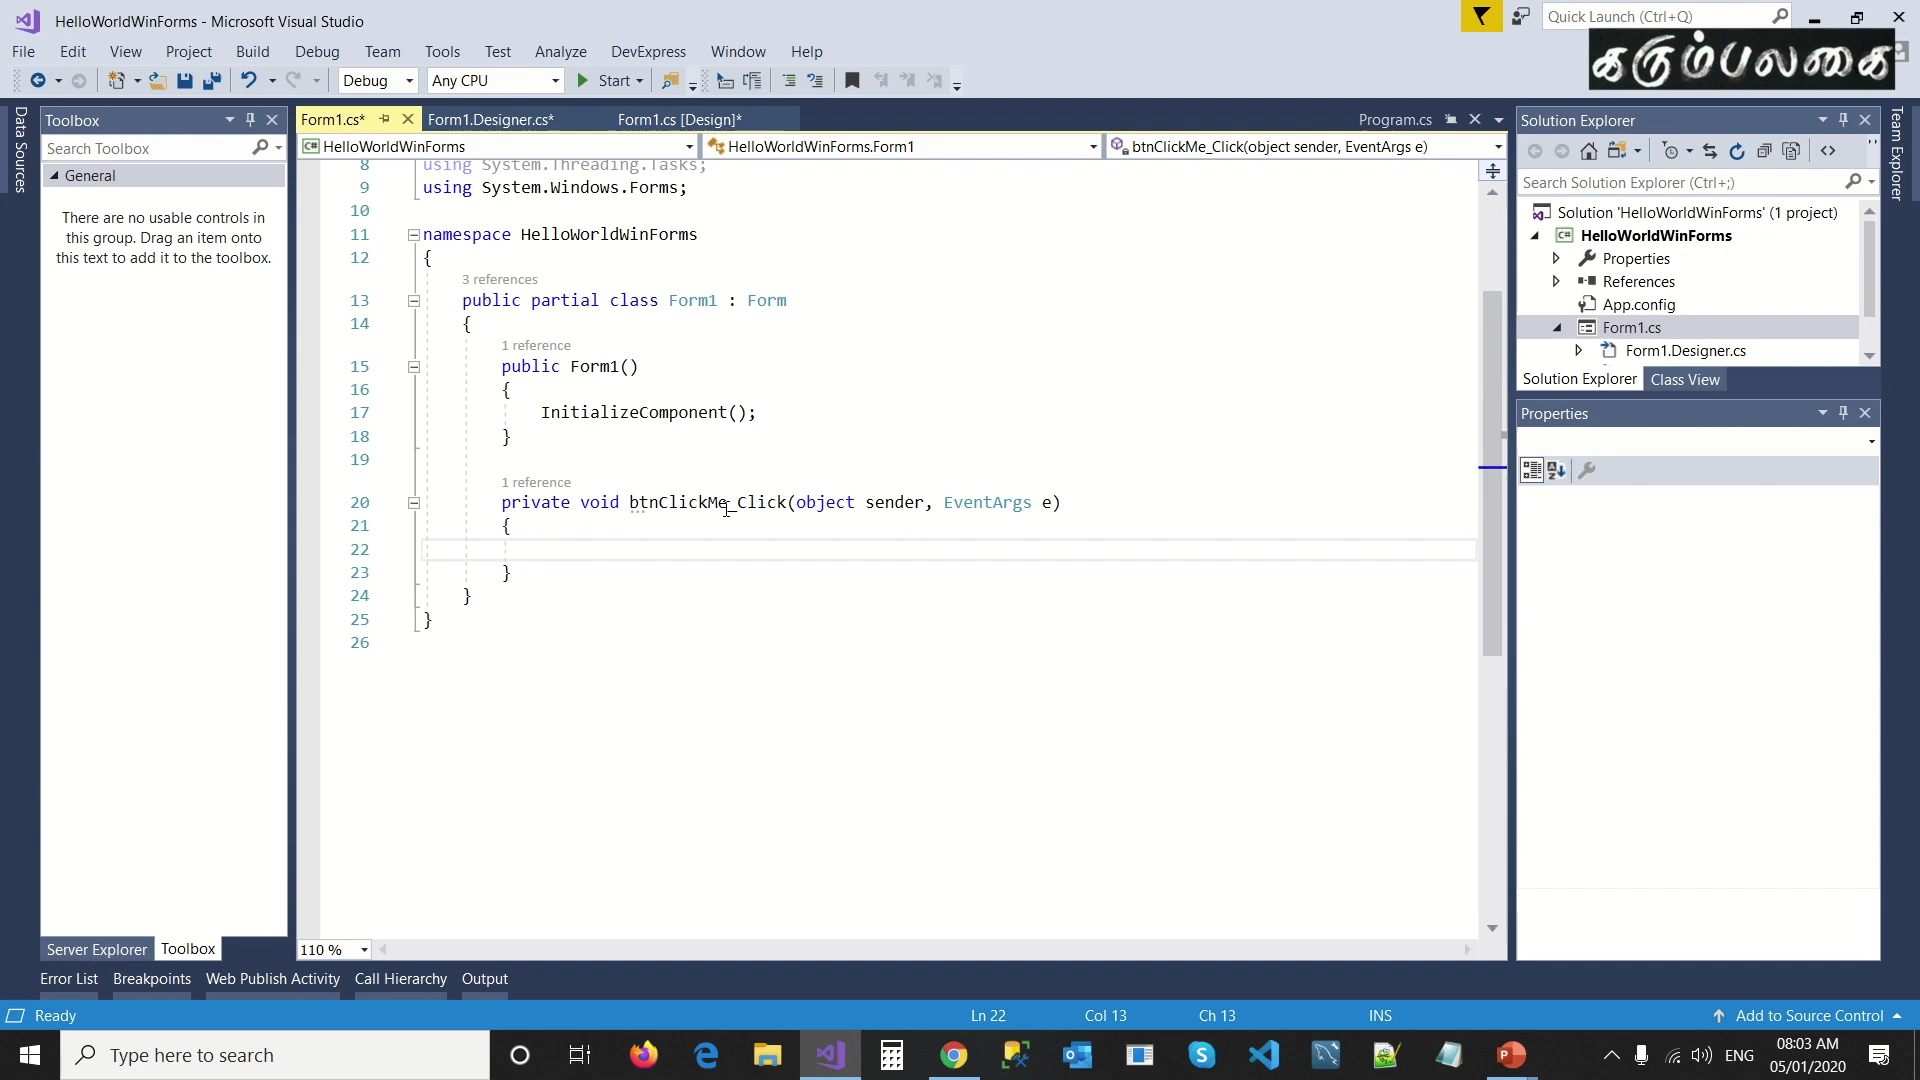 HelloWorldWinForms - Microsoft Visual Studio
Quick Launch (Ctrl+Q)
File Edit View Project Build Debug Team Tools Test Analyze DevExpress Window Help
கரும்பலகை
Debug Any CPU Start
Data Sources
Toolbox
Search Toolbox
General
There are no usable controls in
this group. Drag an item onto
this text to add it to the toolbox.
Server Explorer Toolbox
Form1.cs* Form1.Designer.cs* Form1.cs [Design]* Program.cs
HelloWorldWinForms HelloWorldWinForms.Form1 btnClickMe_Click(object sender, EventArgs e)
8 using System.Threading.Tasks;
9 using System.Windows.Forms;
10
11 namespace HelloWorldWinForms
12 {
3 references
13 public partial class Form1 : Form
14 {
1 reference
15 public Form1()
16 {
17 InitializeComponent();
18 }
19
1 reference
20 private void btnClickMe_Click(object sender, EventArgs e)
21 {
22
23 }
24 }
25 }
26
110 %
Solution Explorer
Search Solution Explorer (Ctrl+;)
Solution 'HelloWorldWinForms' (1 project)
HelloWorldWinForms
Properties
References
App.config
Form1.cs
Form1.Designer.cs
Solution Explorer Class View
Properties
Team Explorer
Error List Breakpoints Web Publish Activity Call Hierarchy Output
Ready Ln 22 Col 13 Ch 13 INS Add to Source Control
Type here to search
ENG
08:03 AM
05/01/2020